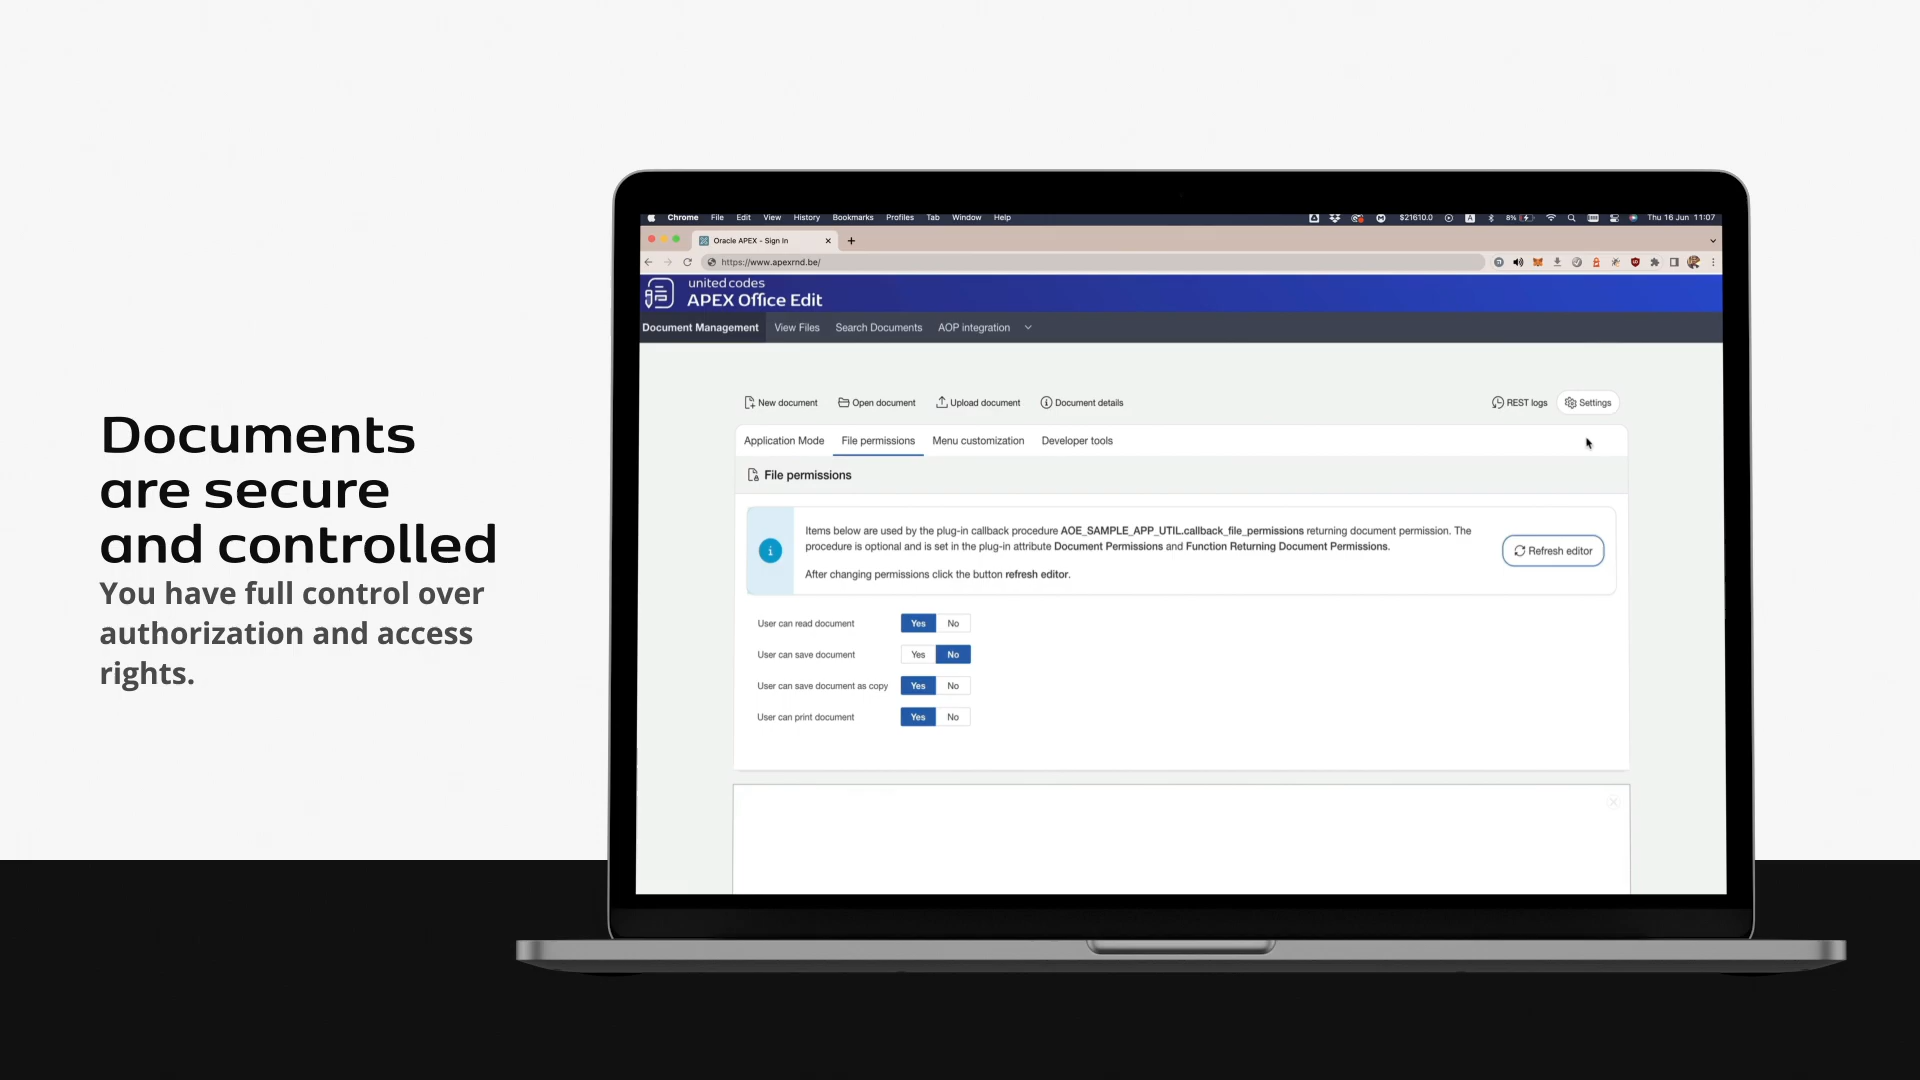 Documents
are secure
and controlled
You have full control over
authorization and access
rights.
Chrome File Edit View History Bookmarks Profiles Tab Window Help
$21610.0 8% Thu 16 Jun 11:07
Oracle APEX - Sign In
https://www.apexrnd.be/
united codes
APEX Office Edit
Document Management View Files Search Documents AOP integration
New document Open document Upload document Document details REST logs Settings
Application Mode File permissions Menu customization Developer tools
File permissions
Items below are used by the plug-in callback procedure AOE_SAMPLE_APP_UTIL.callback_file_permissions returning document permission. The
procedure is optional and is set in the plug-in attribute Document Permissions and Function Returning Document Permissions.
After changing permissions click the button refresh editor.
Refresh editor
User can read document Yes No
User can save document Yes No
User can save document as copy Yes No
User can print document Yes No